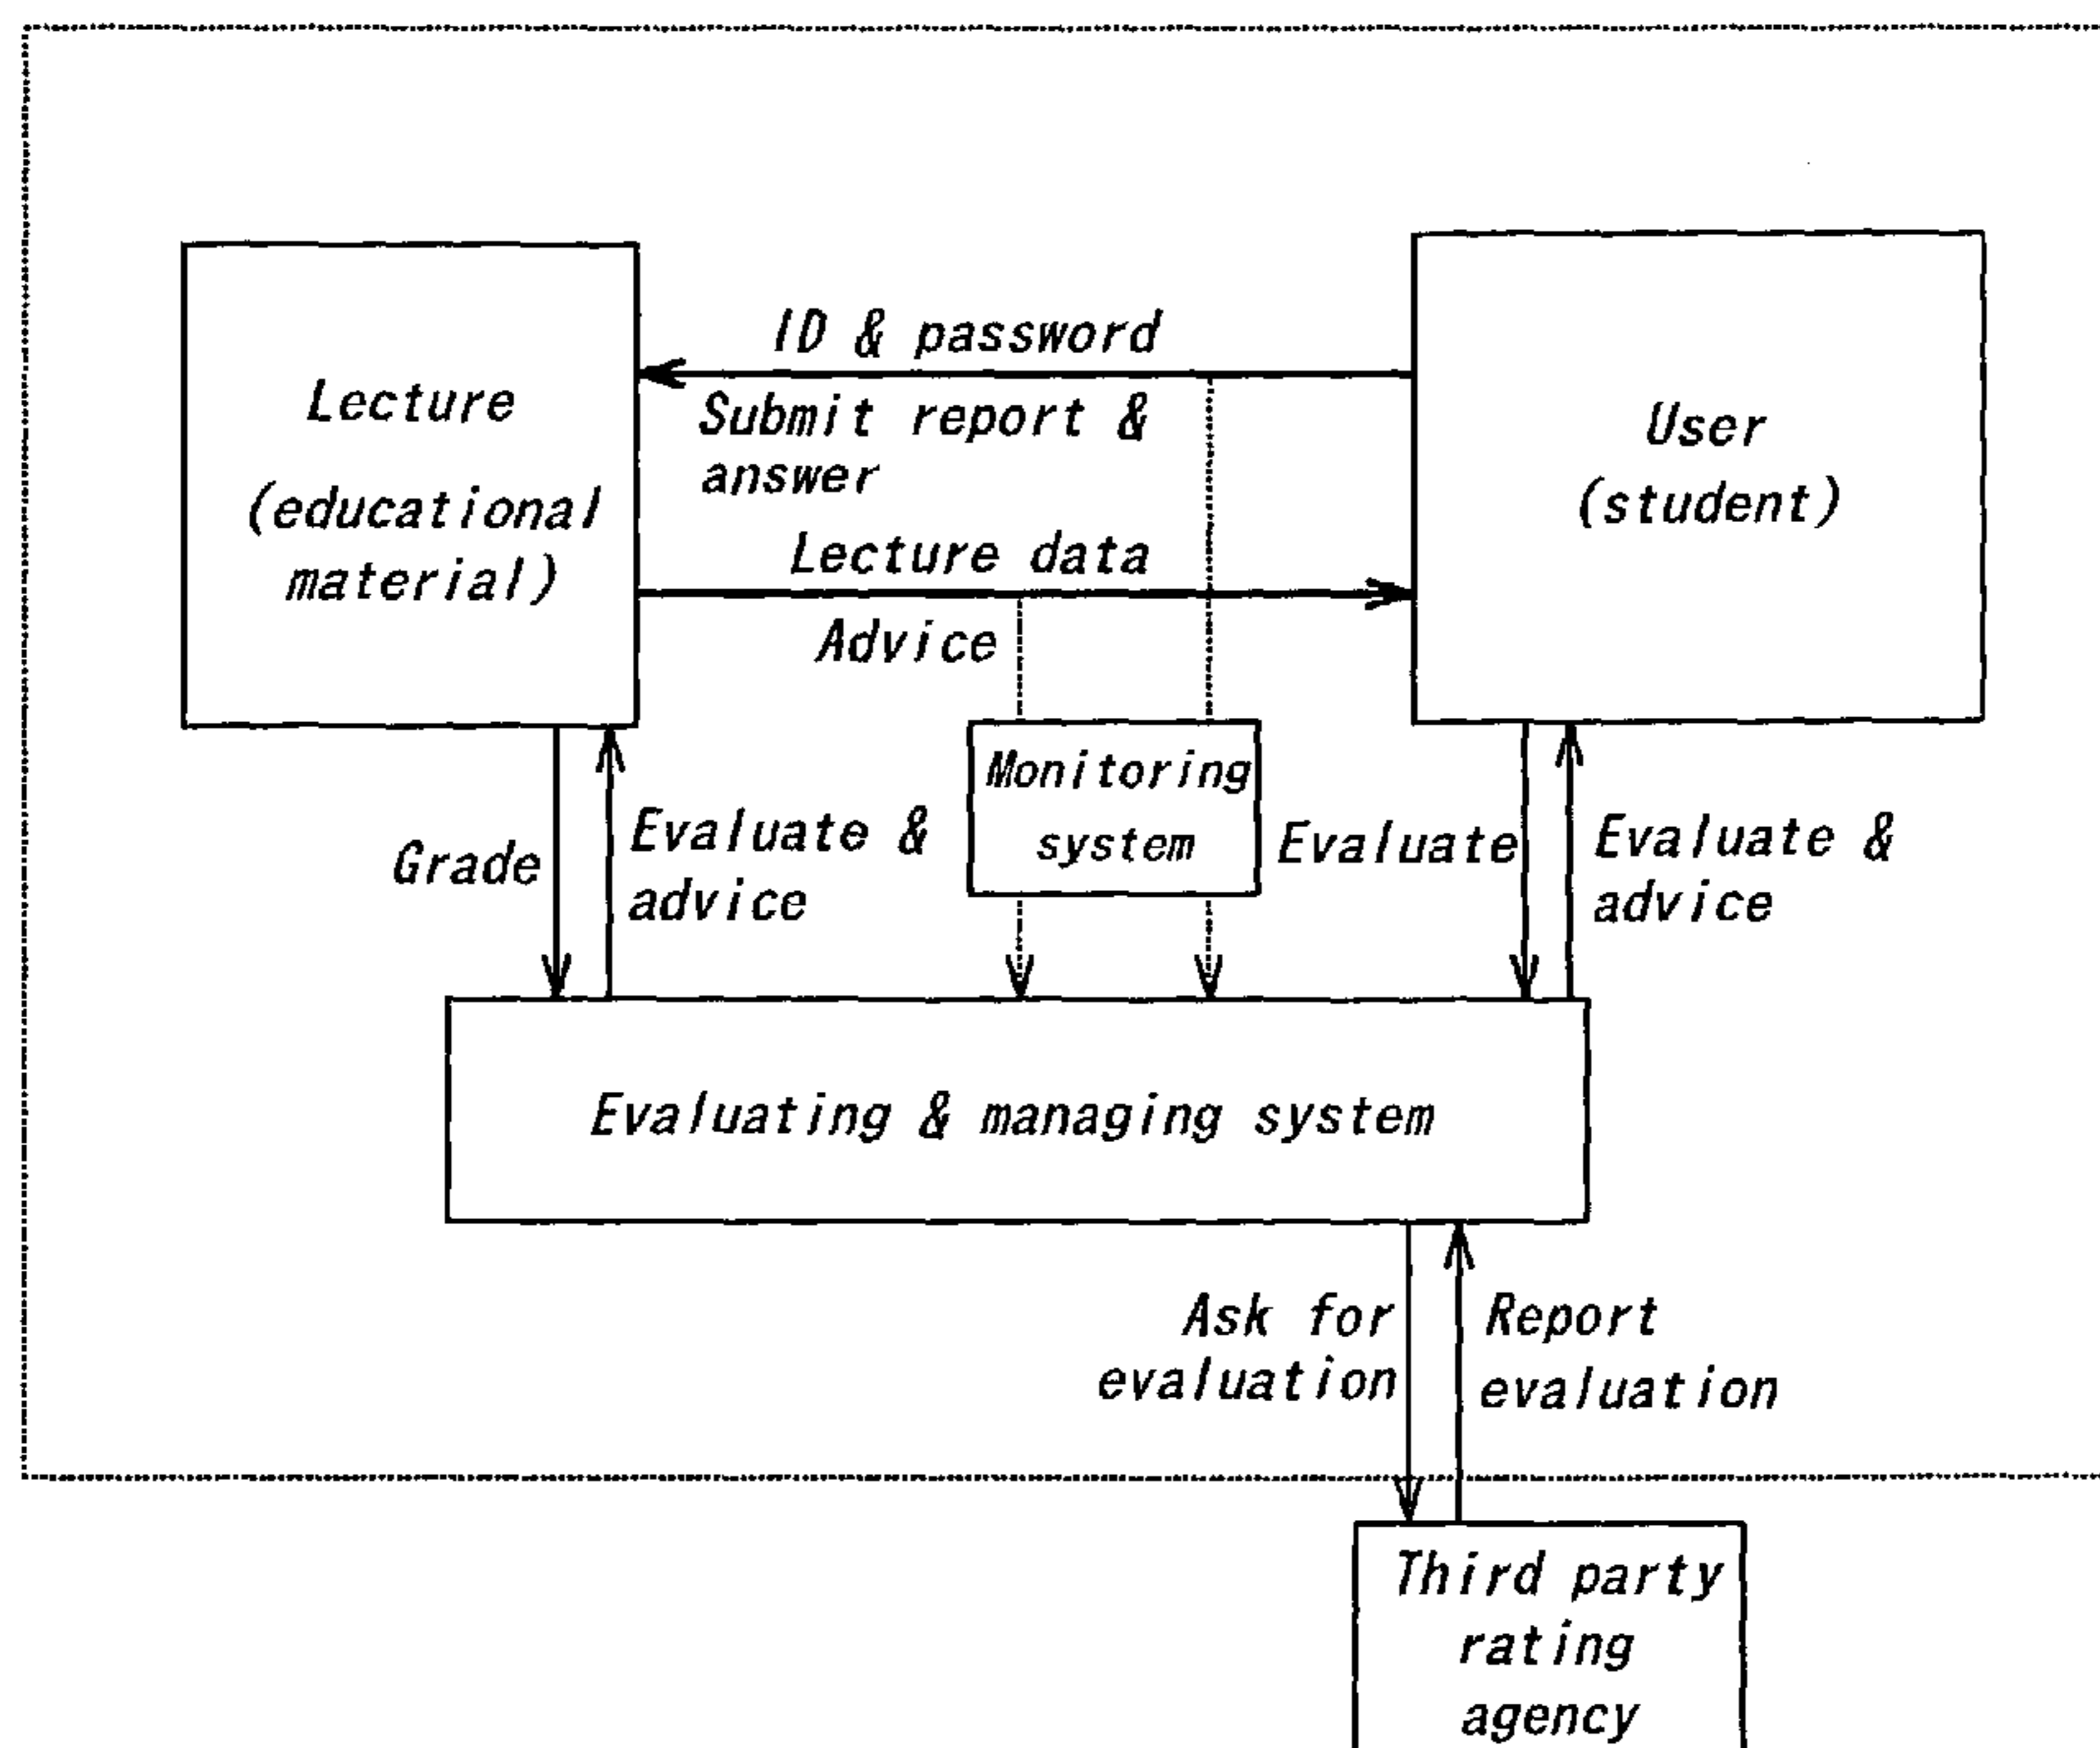 ID & password
Lecture
(educational
material)
Submit report &
answer
User
(student)
Lecture data
Advice
Monitoring
system
Grade
Evaluate &
advice
Evaluate
Evaluate &
advice
Evaluating & managing system
Ask for
evaluation
Report
evaluation
Third party
rating
agency